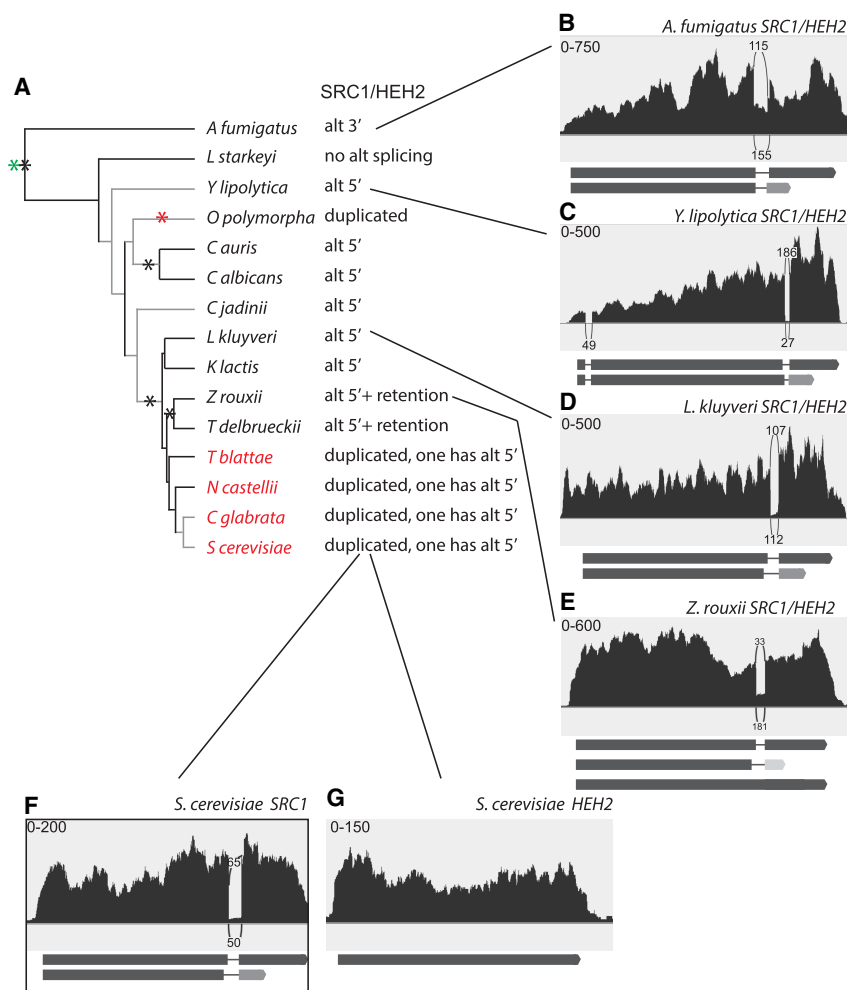 A
SRC1/HEH2
A fumigatus alt 3’
L starkeyi no alt splicing
Y lipolytica alt 5’
O polymorpha duplicated
C auris alt 5’
C albicans alt 5’
C jadinii alt 5’
L kluyveri alt 5’
K lactis alt 5’
Z rouxii alt 5’+ retention
T delbrueckii alt 5’+ retention
T blattae duplicated, one has alt 5’
N castellii duplicated, one has alt 5’
C glabrata duplicated, one has alt 5’
S cerevisiae duplicated, one has alt 5’
B
A. fumigatus SRC1/HEH2
0-750
115
155
C
Y. lipolytica SRC1/HEH2
0-500
186
49
27
D
L. kluyveri SRC1/HEH2
0-500
107
112
E
Z. rouxii SRC1/HEH2
0-600
33
181
F
S. cerevisiae SRC1
0-200
65
50
G
S. cerevisiae HEH2
0-150